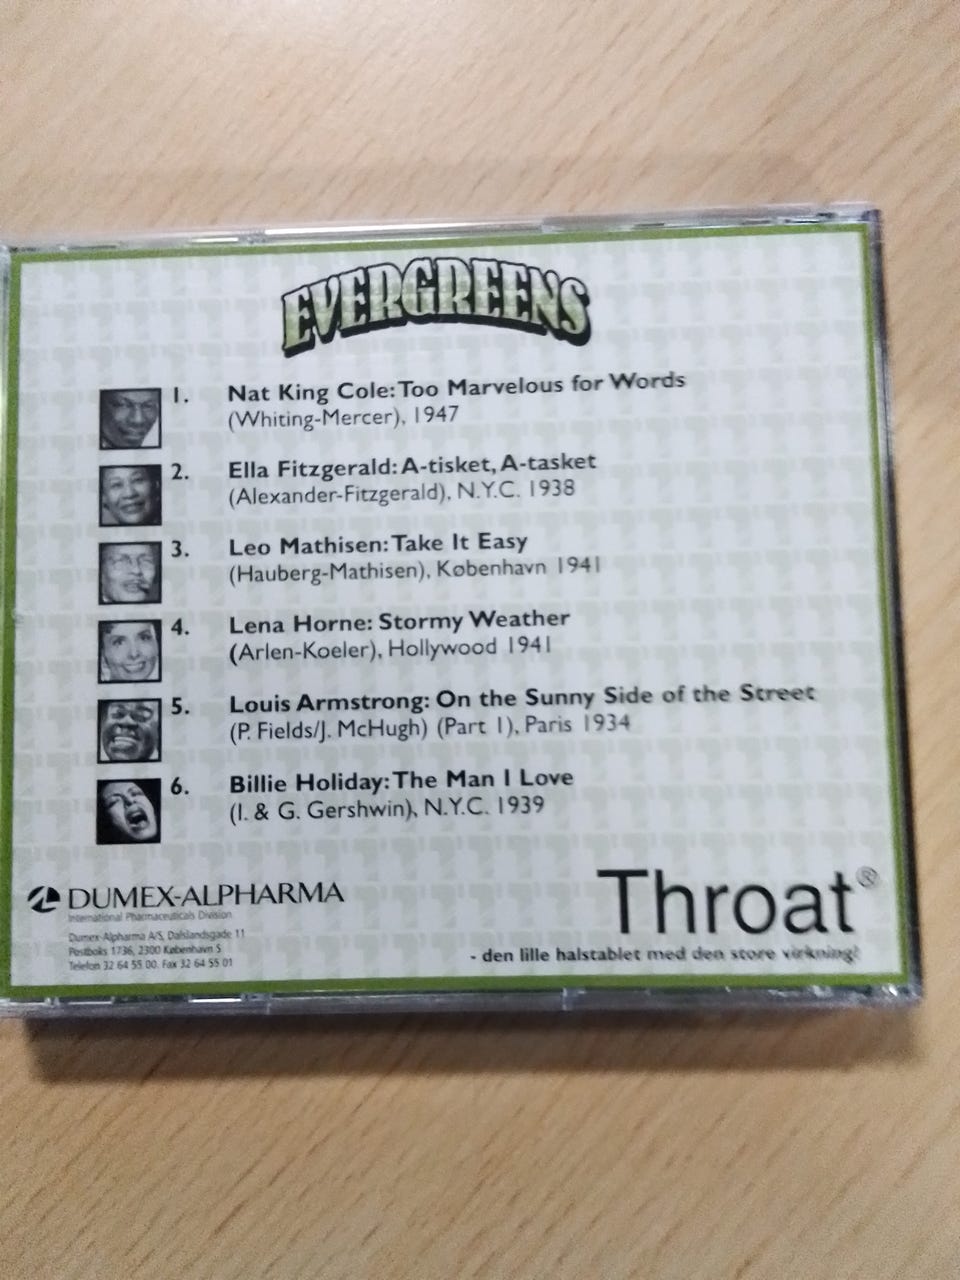 EVERGREENS
1. Nat King Cole: Too Marvelous for Words
(Whiting-Mercer), 1947
2. Ella Fitzgerald: A-tisket, A-tasket
(Alexander-Fitzgerald), N.Y.C. 1938
3. Leo Mathisen: Take It Easy
(Hauberg-Mathisen), København 1941
4. Lena Horne: Stormy Weather
(Arlen-Koeler), Hollywood 1941
5. Louis Armstrong: On the Sunny Side of the Street
(P. Fields/J. McHugh) (Part 1), Paris 1934
6. Billie Holiday: The Man I Love
(I. & G. Gershwin), N.Y.C. 1939
DUMEX-ALPHARMA
International Pharmaceuticals Division
Dumex-Alpharma A/S, Dalslandsgade 11
Postboks 1736, 2300 København S
Telefon 32 64 55 00. Fax 32 64 55 01
Throat®
- den lille halstablet med den store virkning!